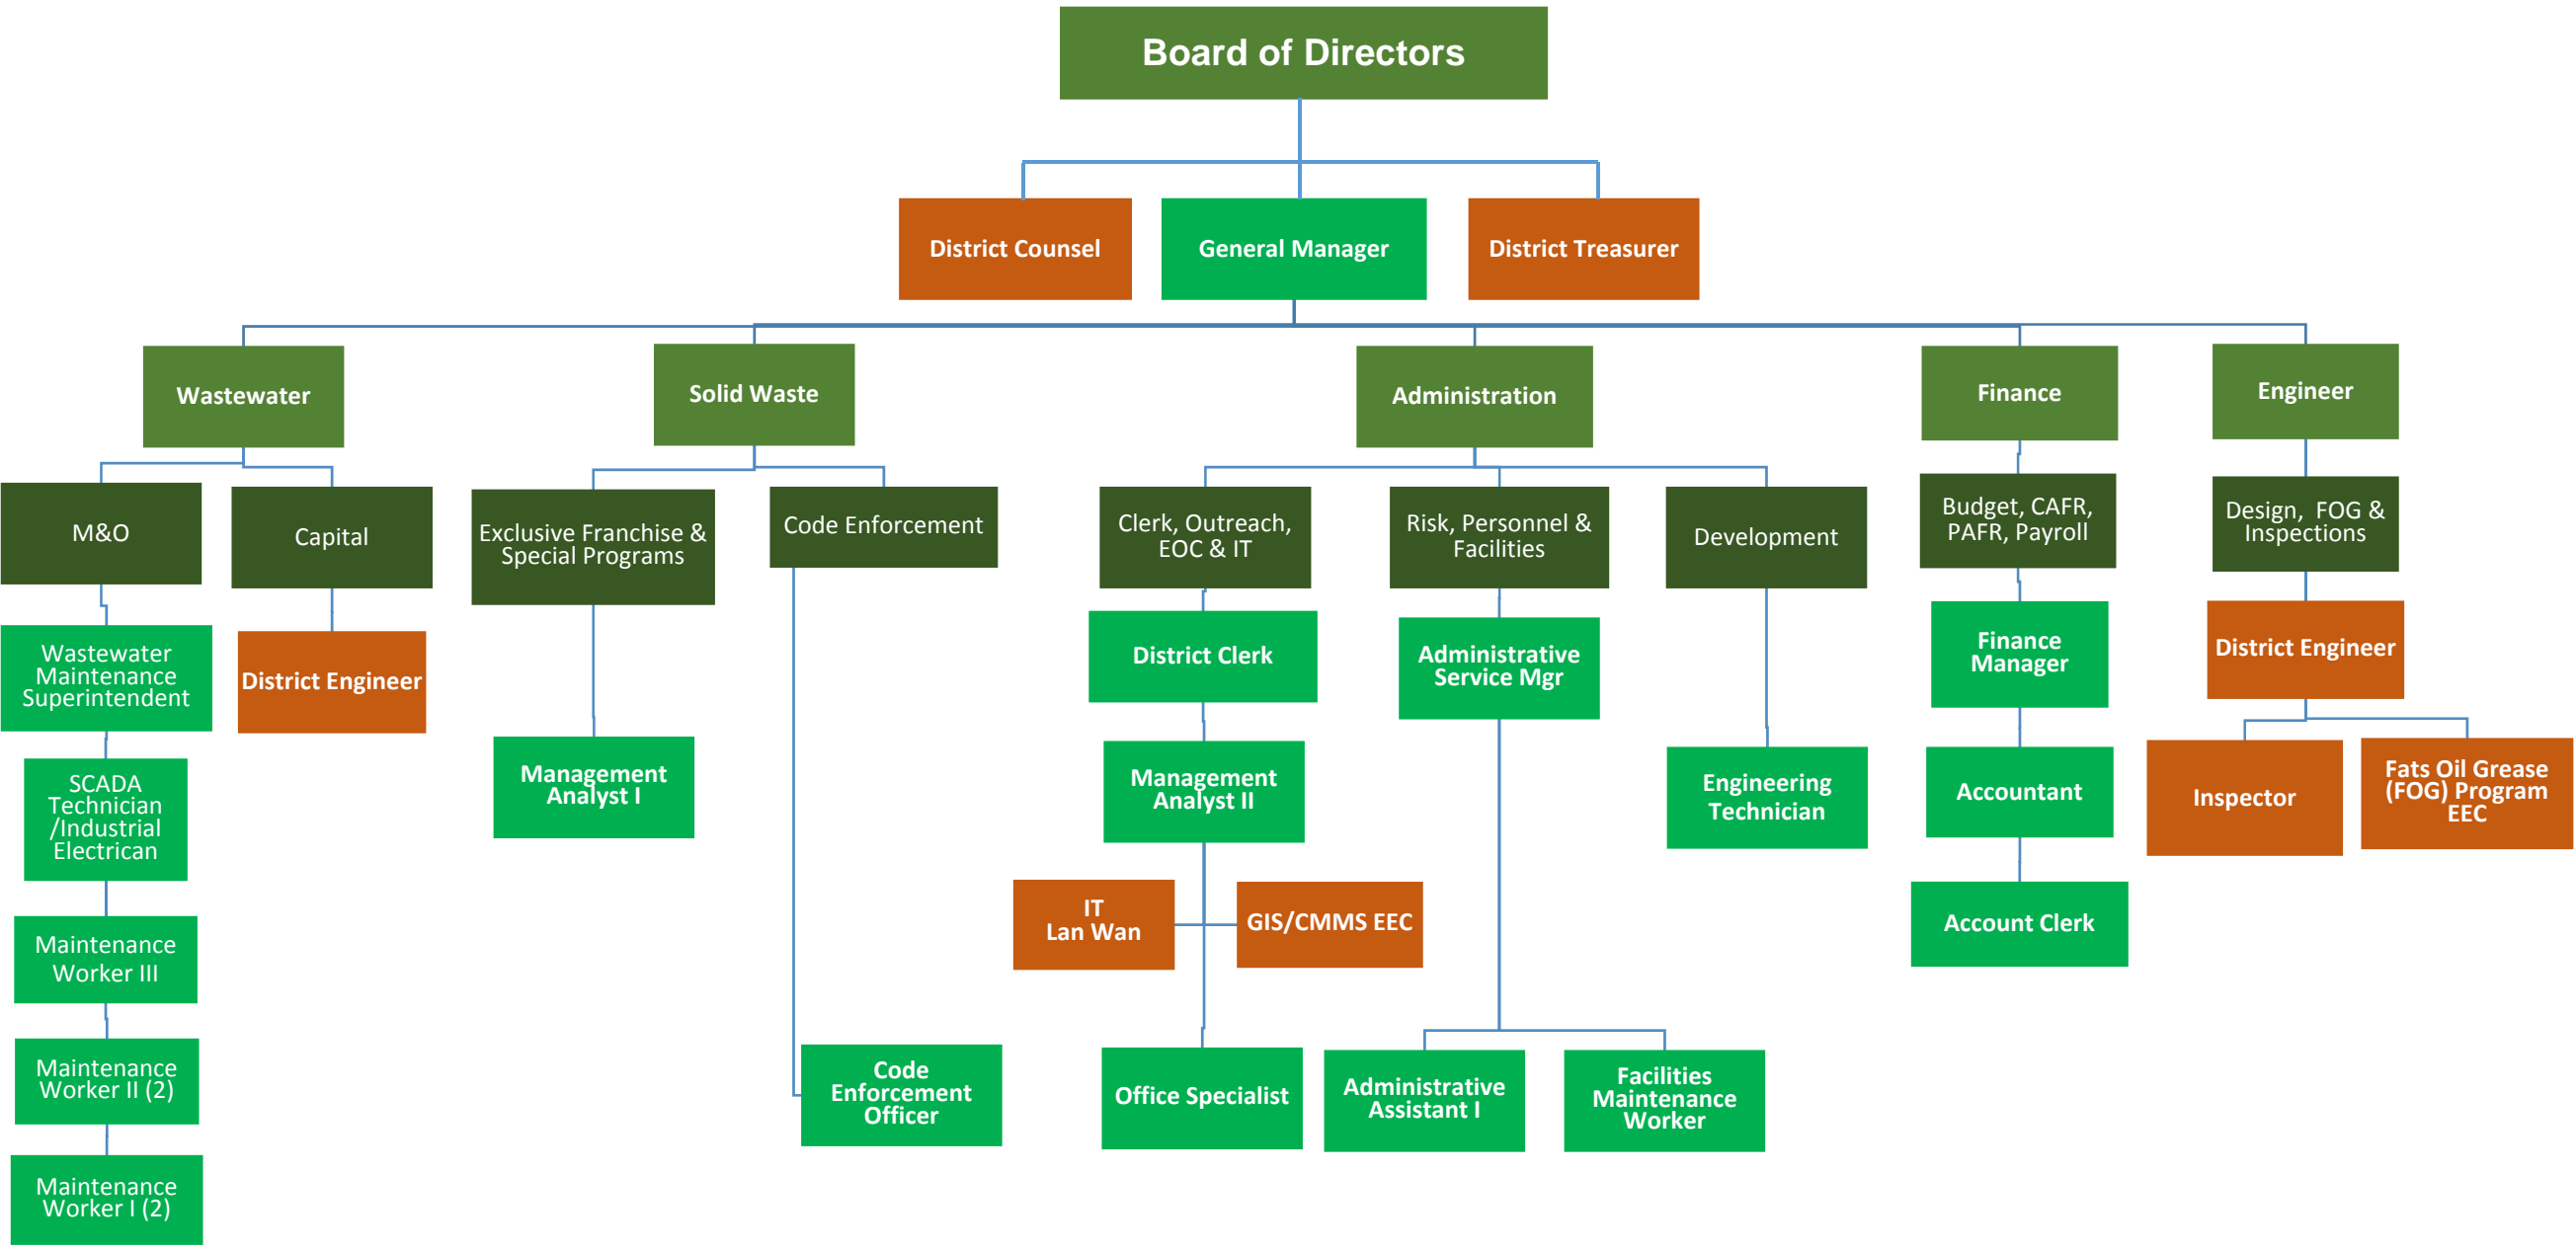 Board of Directors
District Counsel
General Manager
District Treasurer
Wastewater
Solid Waste
Administration
Finance
Engineer
M&O
Capital
Exclusive Franchise &
Special Programs
Code Enforcement
Clerk, Outreach,
EOC & IT
Risk, Personnel &
Facilities
Development
Budget, CAFR,
PAFR, Payroll
Design, FOG &
Inspections
Wastewater
Maintenance
Superintendent
District Engineer
District Clerk
Administrative
Service Mgr
Finance
Manager
District Engineer
SCADA
Technician
/Industrial
Electrican
Management
Analyst I
Management
Analyst II
Engineering
Technician
Accountant
Inspector
Fats Oil Grease
(FOG) Program
EEC
Maintenance
Worker III
IT
Lan Wan
GIS/CMMS EEC
Account Clerk
Maintenance
Worker II (2)
Code
Enforcement
Officer
Office Specialist
Administrative
Assistant I
Facilities
Maintenance
Worker
Maintenance
Worker I (2)